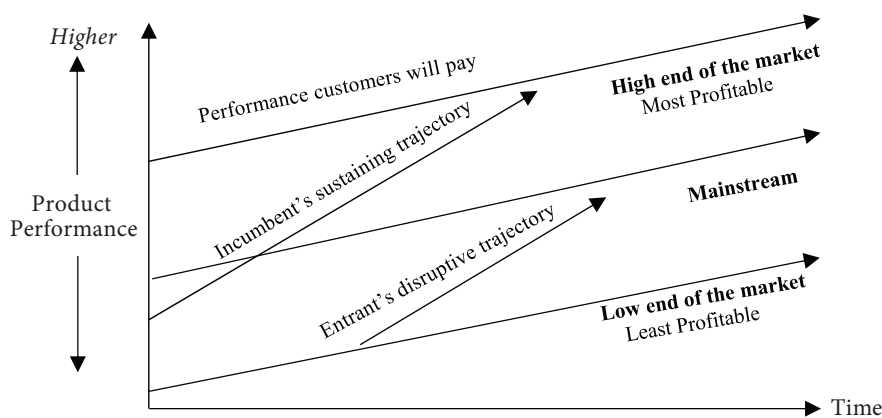 Higher
Performance customers will pay
High end of the market
Most Profitable
Incumbent’s sustaining trajectory
Mainstream
Product
Performance
Entrant’s disruptive trajectory
Low end of the market
Least Profitable
Time